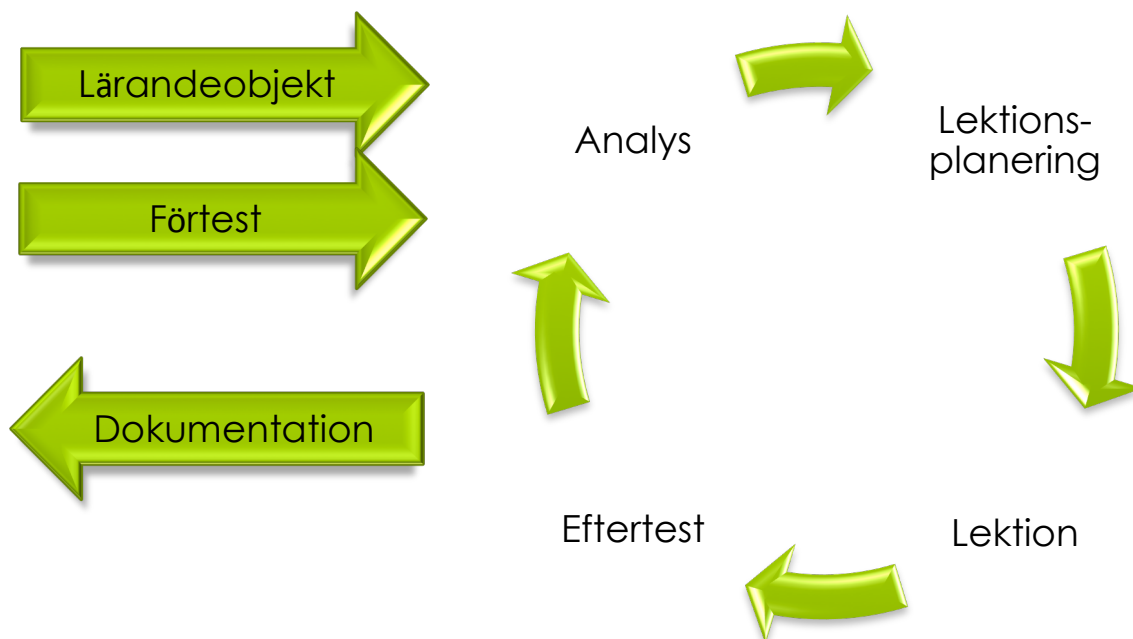 Lärandeobjekt
Förtest
Dokumentation
Analys
Lektions-
planering
Lektion
Eftertest